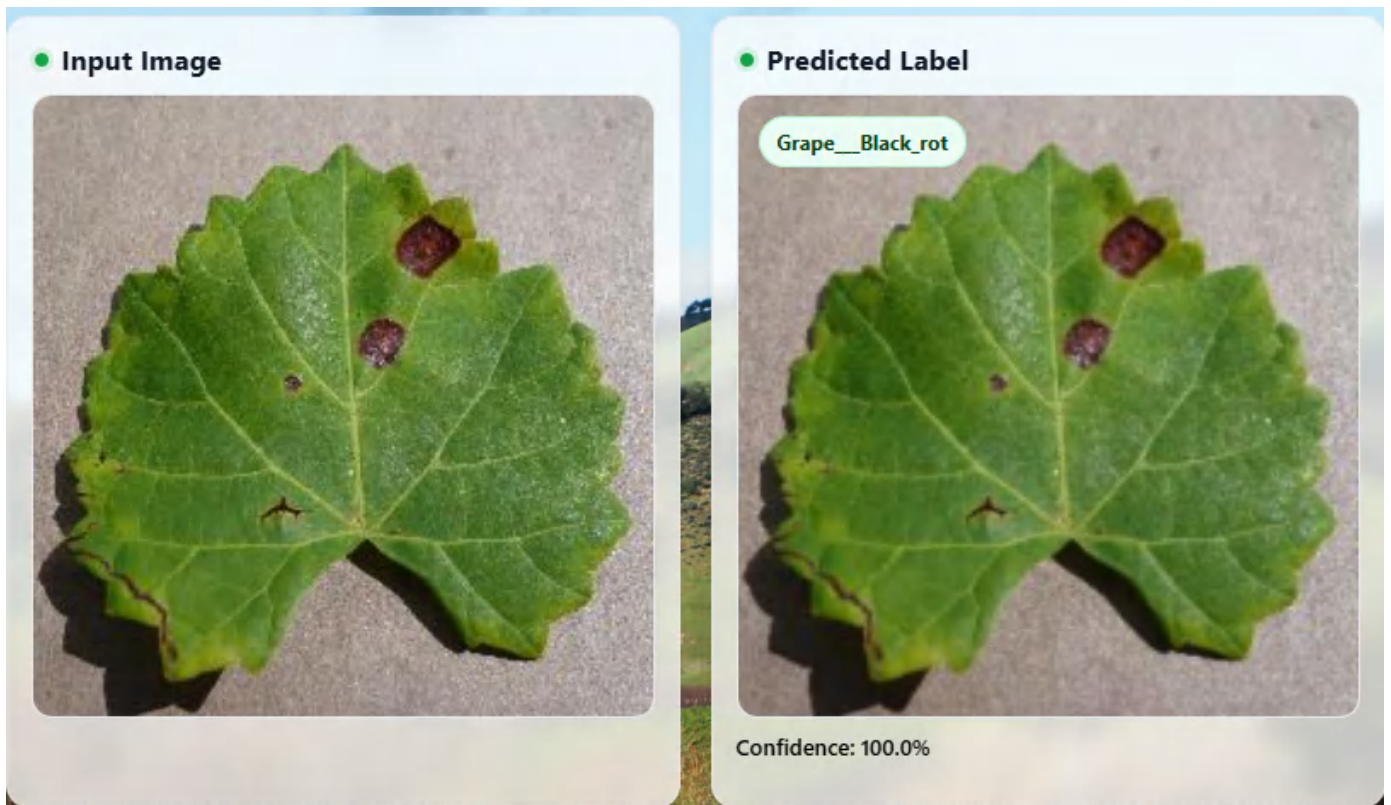 Input Image
Predicted Label
Grape___Black_rot
Confidence: 100.0%